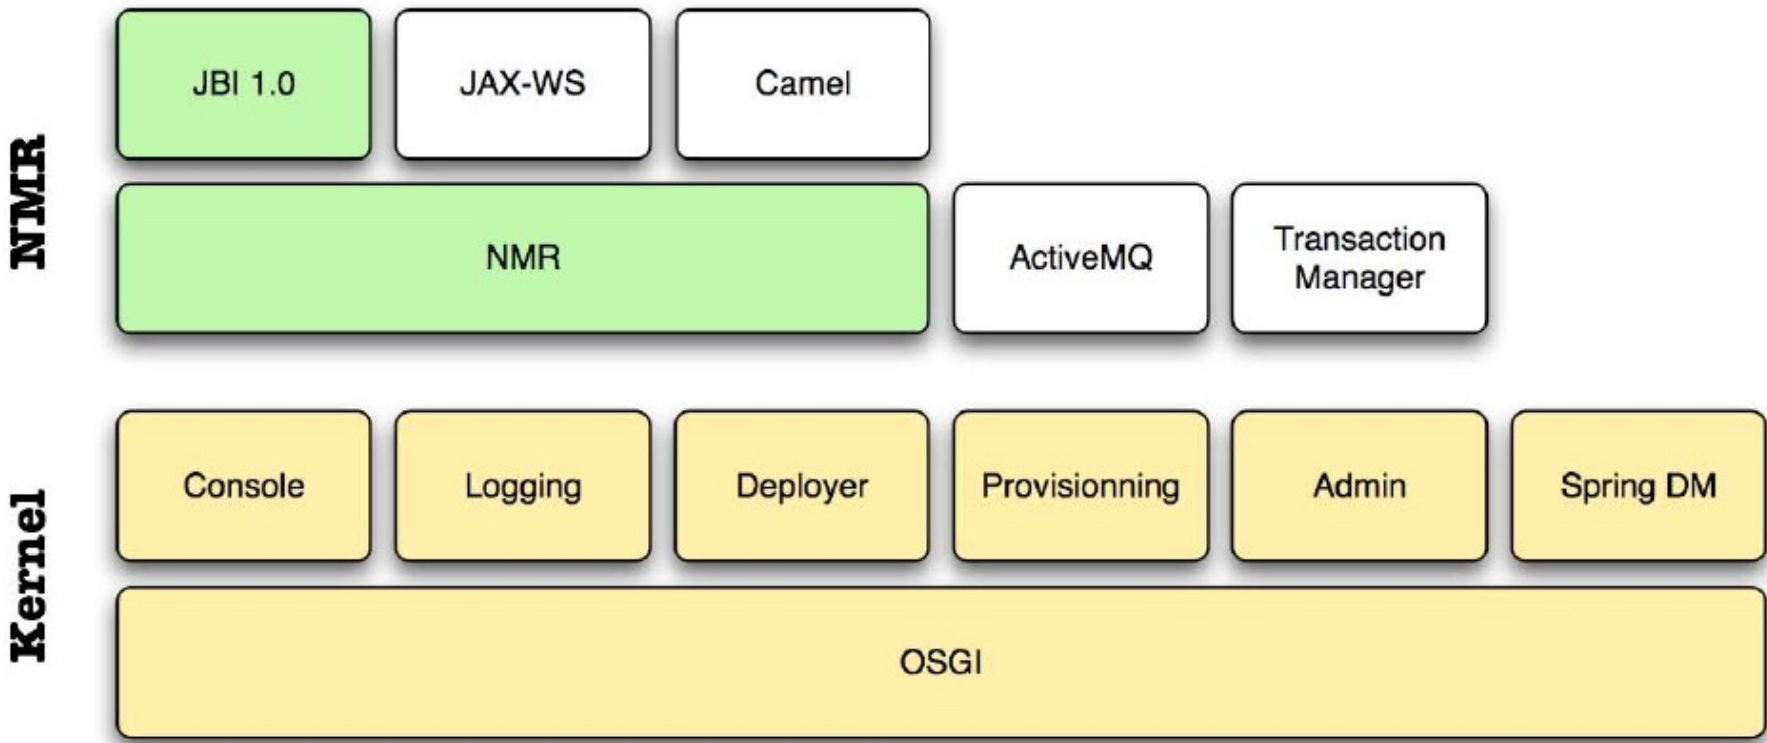 NMR
JBI 1.0
JAX-WS
Camel
NMR
ActiveMQ
Transaction
Manager
Kernel
Console
Logging
Deployer
Provisionning
Admin
Spring DM
OSGI